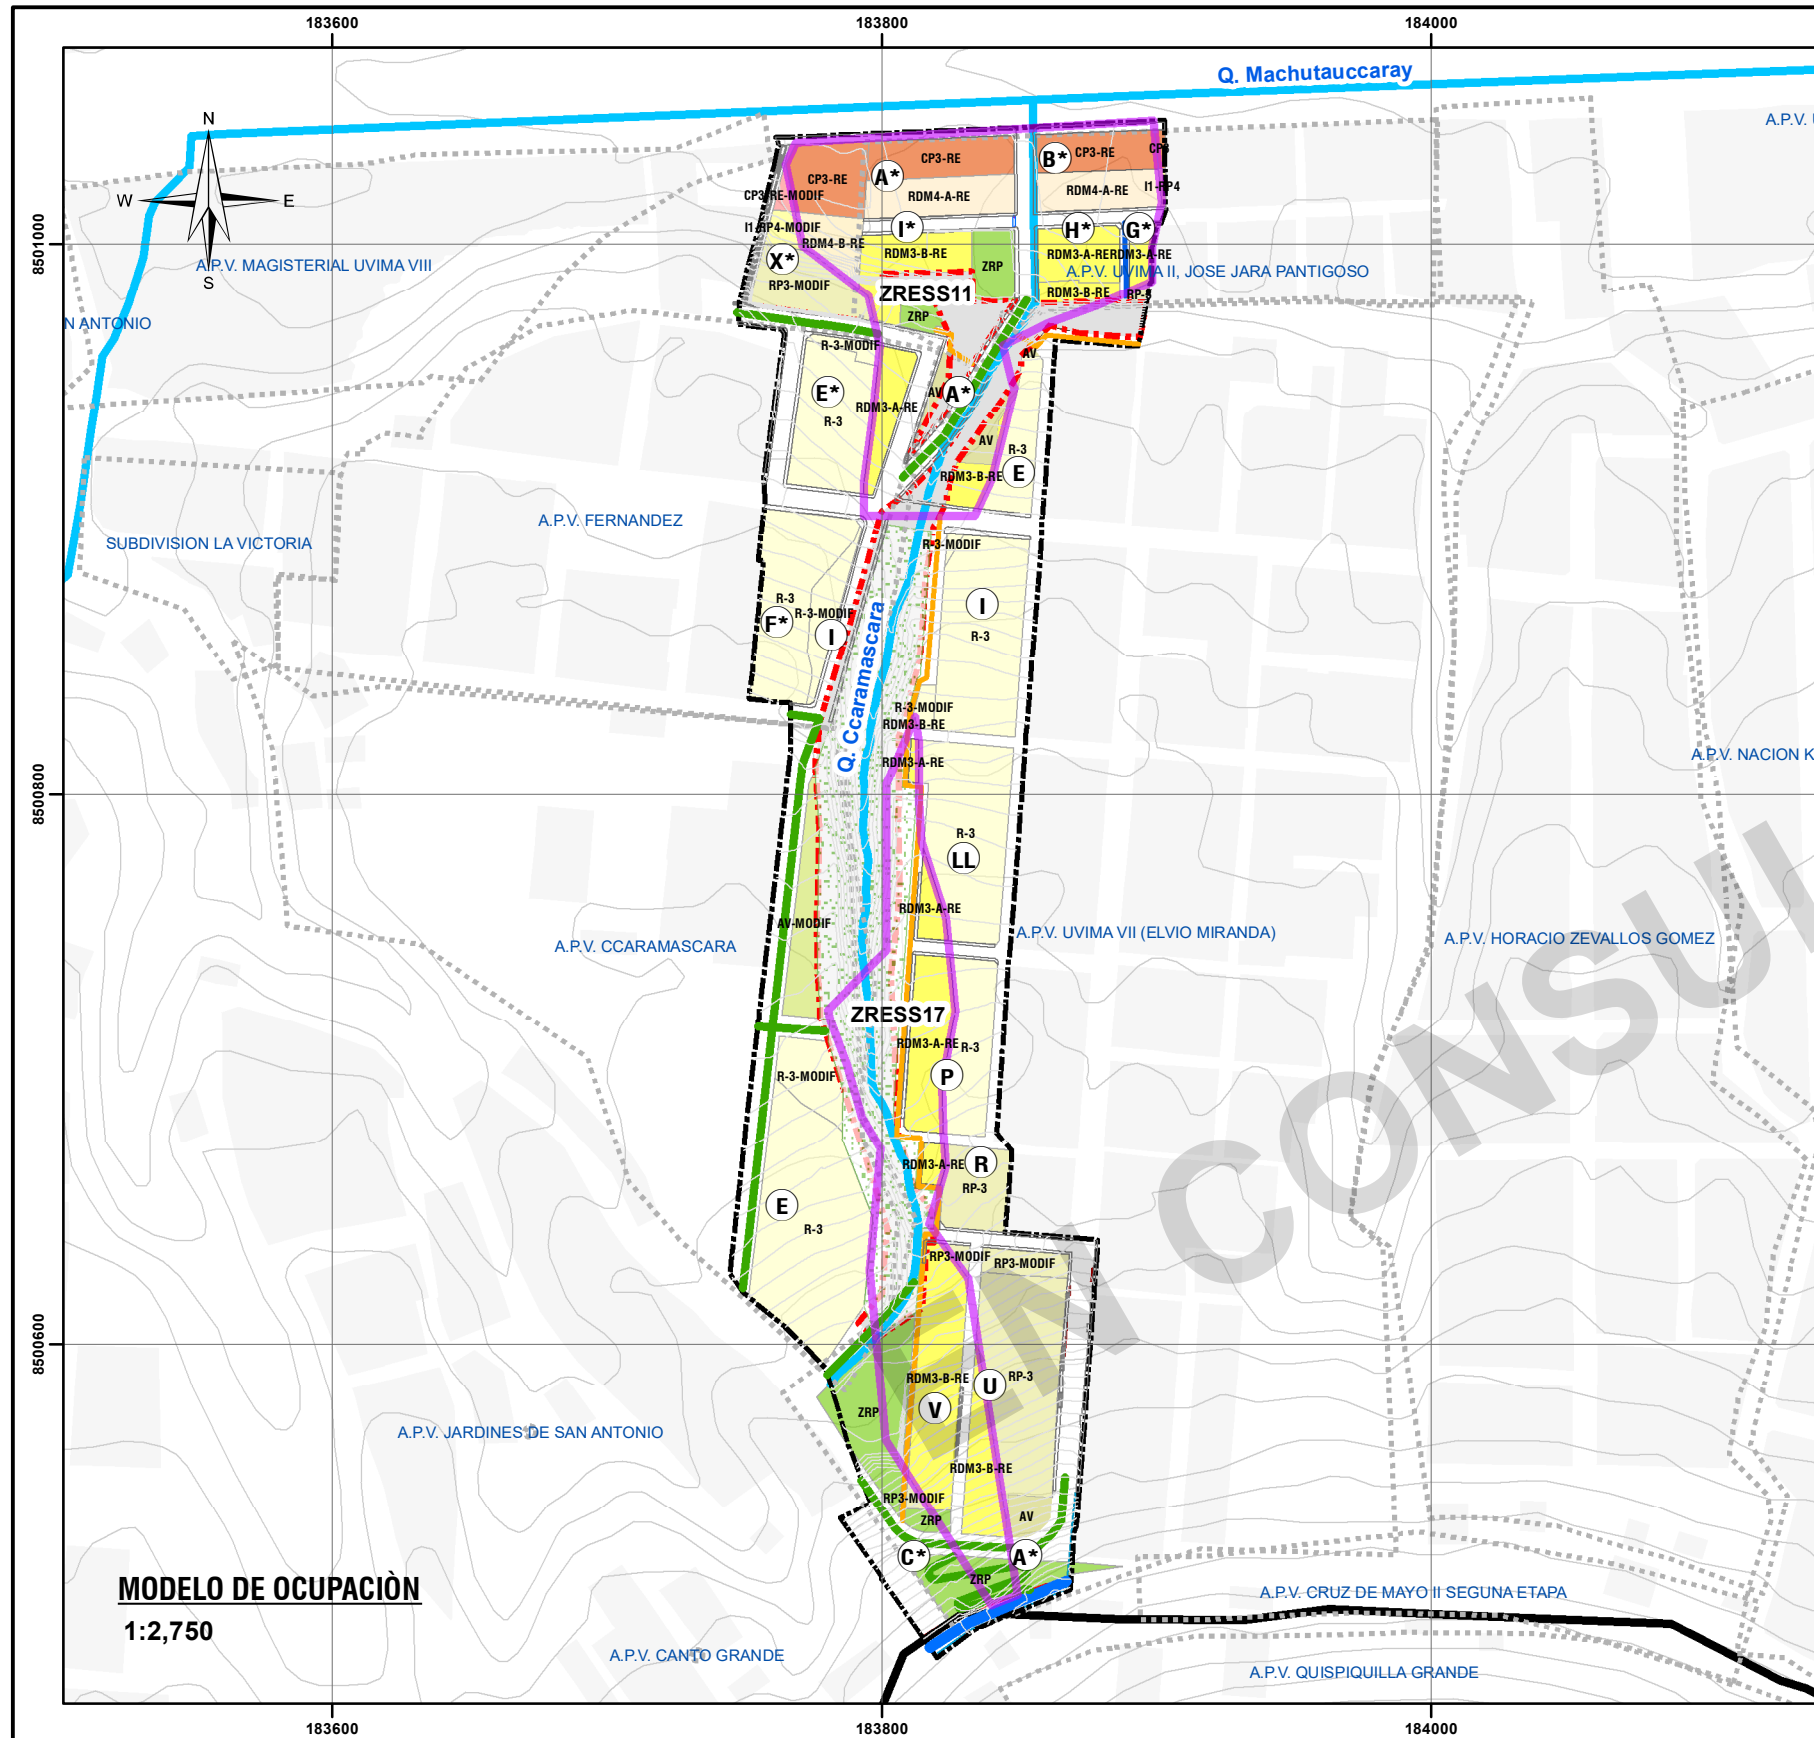 183600
183800
184000
Q. Machutauccaray
A.P.V. U
N
W
E
S
CP3-RE
B*
CP3-RE
CP3
CP3-RE
A*
CP3-RE-MODIF
RDM4-A-RE
RDM4-A-RE
I1-RP4
I1-RP4-MODIF
I*
H*
G*
RDM4-B-RE
8501000
X*
RDM3-B-RE
ZRP
RDM3-A-RE
RDM3-A-RE
A.P.V. MAGISTERIAL UVIMA VIII
A.P.V. UVIMA II, JOSE JARA PANTIGOSO
RP3-MODIF
ZRESS11
RDM3-B-RE
ZRP
N ANTONIO
R-3-MODIF
AV
E*
AV
A*
R-3
RDM3-A-RE
AV
R-3
RDM3-B-RE
E
A.P.V. FERNANDEZ
SUBDIVISION LA VICTORIA
R-3-MODIF
R-3
R-3-MODIF
I
F*
I
R-3
Q. Ccaramascara
R-3-MODIF
RDM3-B-RE
A.P.V. NACION K
RDM3-A-RE
8500800
R-3
LL
RDM3-A-RE
AV-MODIF
A.P.V. CCARAMASCARA
A.P.V. UVIMA VII (ELVIO MIRANDA)
A.P.V. HORACIO ZEVALLOS GOMEZ
ZRESS17
RDM3-A-RE
R-3
R-3-MODIF
P
RDM3-A-RE
R
RP-3
E
R-3
RP3-MODIF
RP3-MODIF
EN CONSUL
8500600
RDM3-B-RE
U
RP-3
V
ZRP
A.P.V. JARDINES DE SAN ANTONIO
RDM3-B-RE
RP3-MODIF
ZRP
AV
C*
A*
ZRP
MODELO DE OCUPACIÒN
1:2,750
A.P.V. CRUZ DE MAYO II SEGUNA ETAPA
A.P.V. CANTO GRANDE
A.P.V. QUISPIQUILLA GRANDE
183600
183800
184000